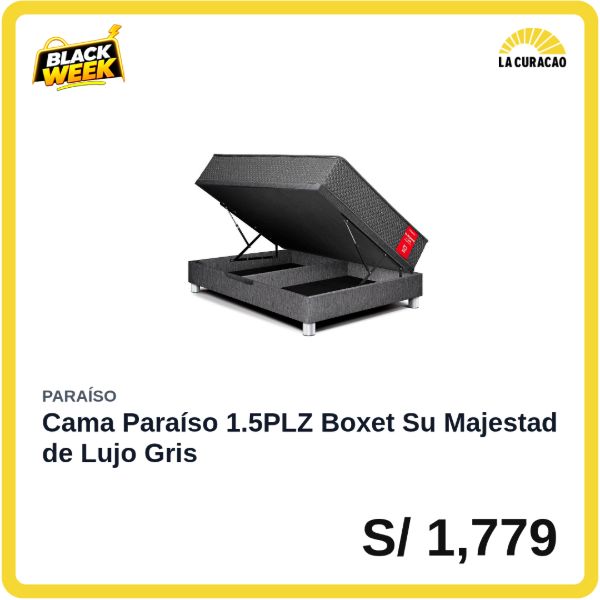 BLACK
WEEK
LA CURACAO
PARAÍSO
Cama Paraíso 1.5PLZ Boxet Su Majestad
de Lujo Gris
S/ 1,779